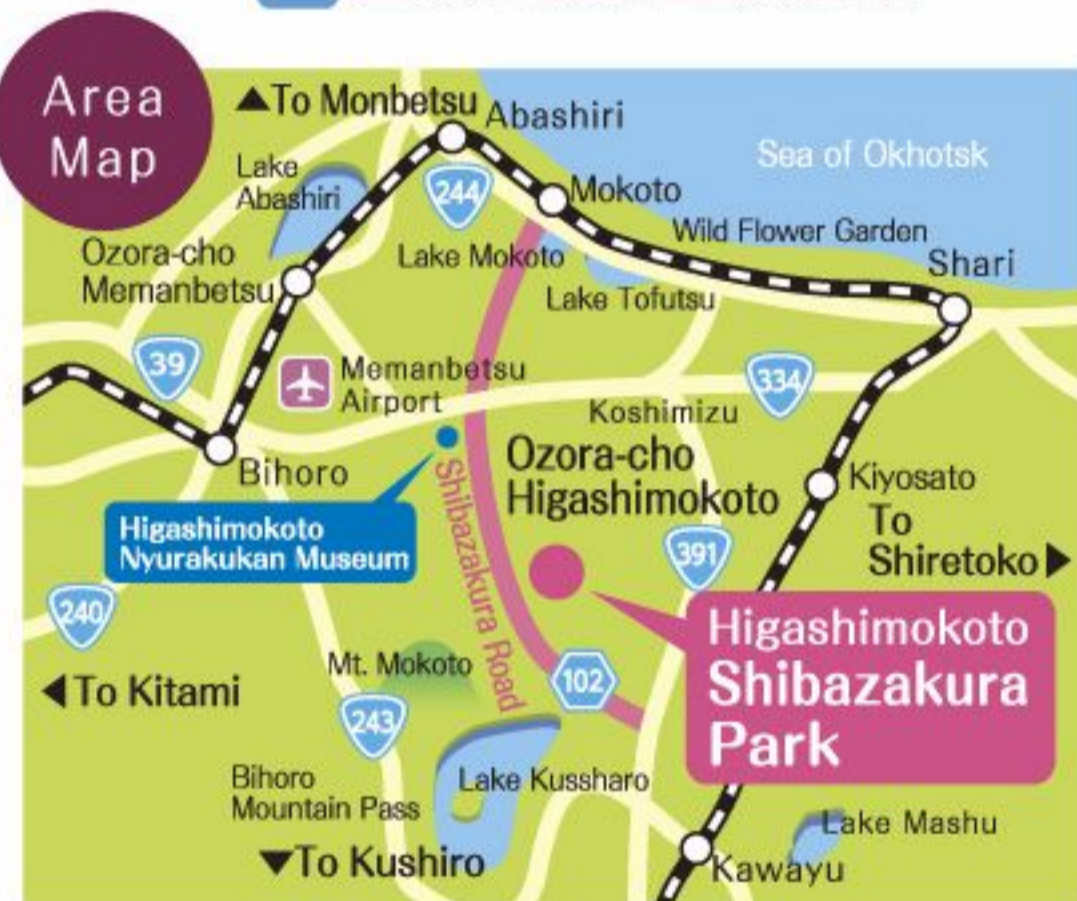 Area
Map
▲To Monbetsu
Abashiri
Sea of Okhotsk
Lake
Abashiri
244
Mokoto
Ozora-cho
Memanbetsu
Lake Mokoto
Wild Flower Garden
Shari
Lake Tofutsu
39
Memanbetsu
Airport
334
Koshimizu
Bihoro
Ozora-cho
Higashimokoto
Kiyosato
Higashimokoto
Nyurakukan Museum
Shibazakura Road
To
Shiretoko▶
391
240
Higashimokoto
Shibazakura
Park
◀To Kitami
Mt. Mokoto
102
243
Bihoro
Mountain Pass
Lake Kussharo
Lake Mashu
▼To Kushiro
Kawayu